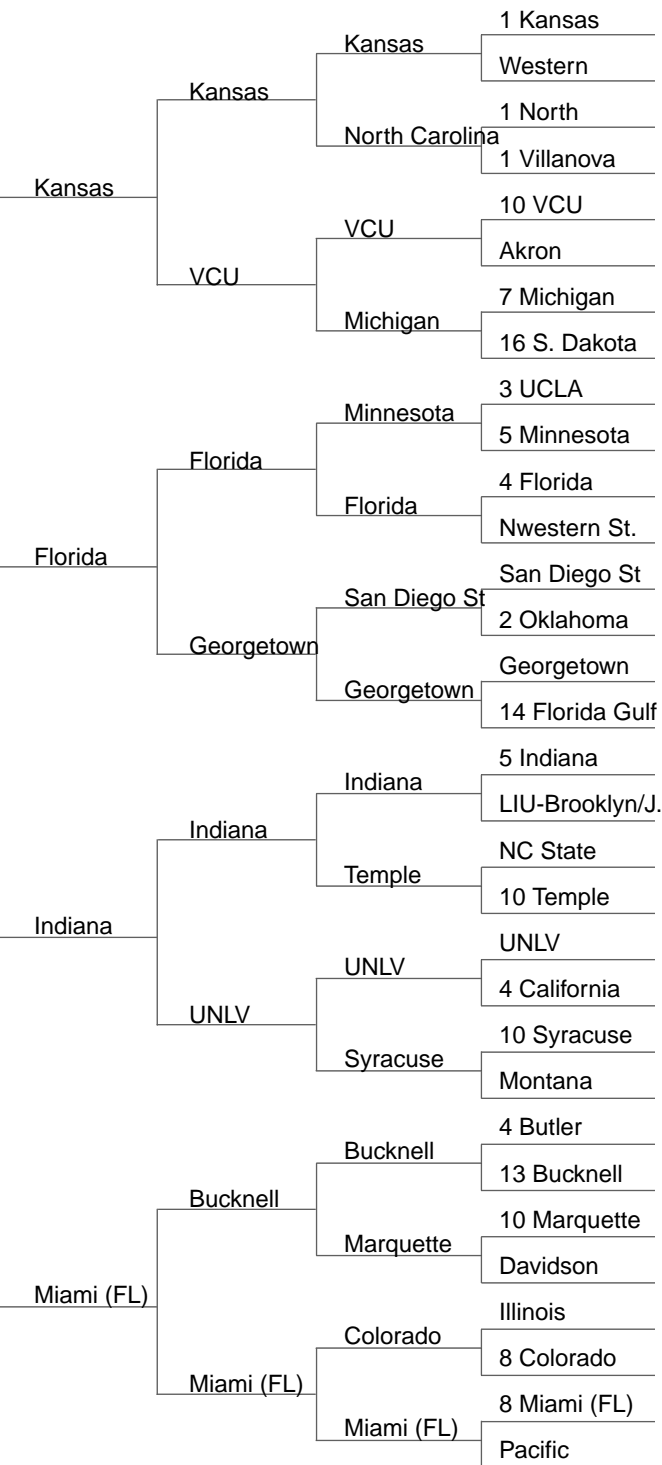 1 Kansas
Kansas
Western
Kansas
1 North
North Carolina
1 Villanova
Kansas
10 VCU
VCU
Akron
VCU
7 Michigan
Michigan
16 S. Dakota
3 UCLA
Minnesota
5 Minnesota
Florida
4 Florida
Florida
Nwestern St.
Florida
San Diego St
San Diego St
2 Oklahoma
Georgetown
Georgetown
Georgetown
14 Florida Gulf
5 Indiana
Indiana
LIU-Brooklyn/J.
Indiana
NC State
Temple
10 Temple
Indiana
UNLV
UNLV
4 California
UNLV
10 Syracuse
Syracuse
Montana
4 Butler
Bucknell
13 Bucknell
Bucknell
10 Marquette
Marquette
Davidson
Miami (FL)
Illinois
Colorado
8 Colorado
Miami (FL)
8 Miami (FL)
Miami (FL)
Pacific